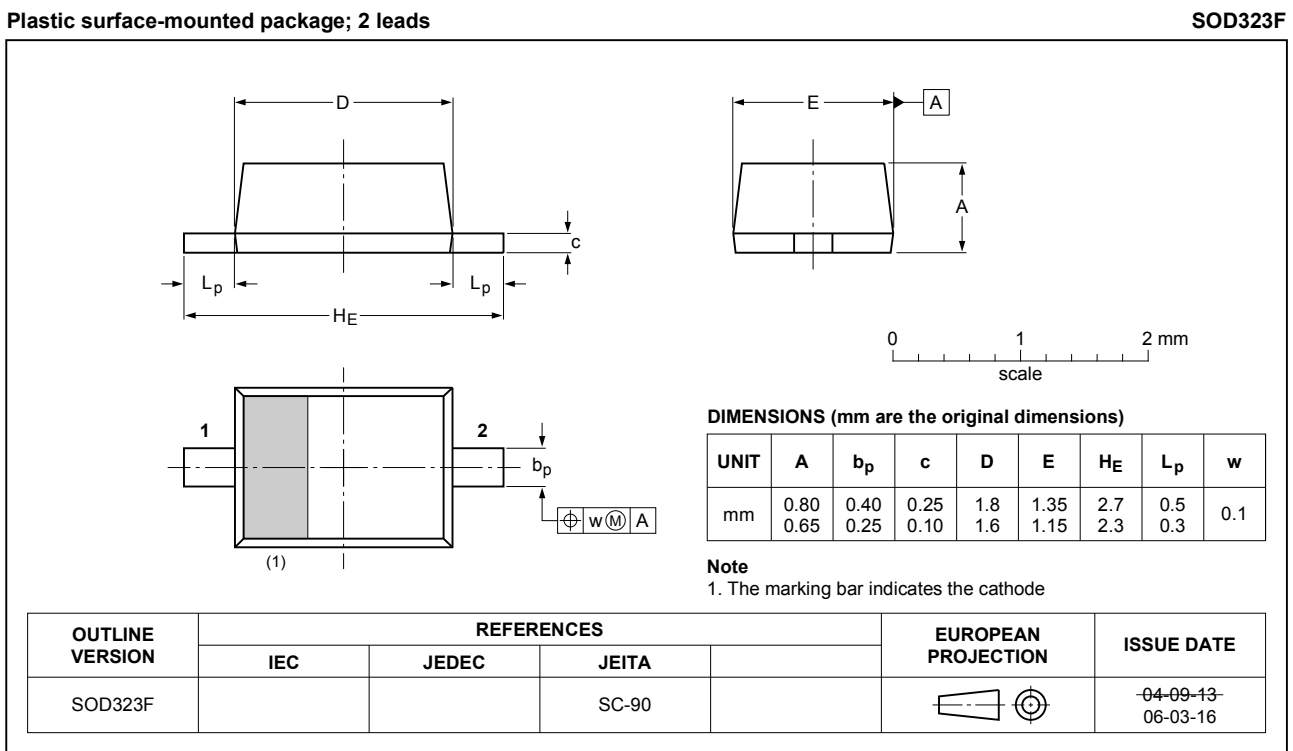 Plastic surface-mounted package; 2 leads SOD323F
D
E A
A
c
Lp Lp
HE
0 1 2 mm
scale
1 2
bp
w Ⓜ A
(1)
DIMENSIONS (mm are the original dimensions)
UNIT A bp c D E HE Lp w
mm 0.80 0.40 0.25 1.8 1.35 2.7 0.5 0.1
0.65 0.25 0.10 1.6 1.15 2.3 0.3
Note
1. The marking bar indicates the cathode
OUTLINE VERSION REFERENCES EUROPEAN PROJECTION ISSUE DATE
IEC JEDEC JEITA
SOD323F SC-90 04-09-13
06-03-16